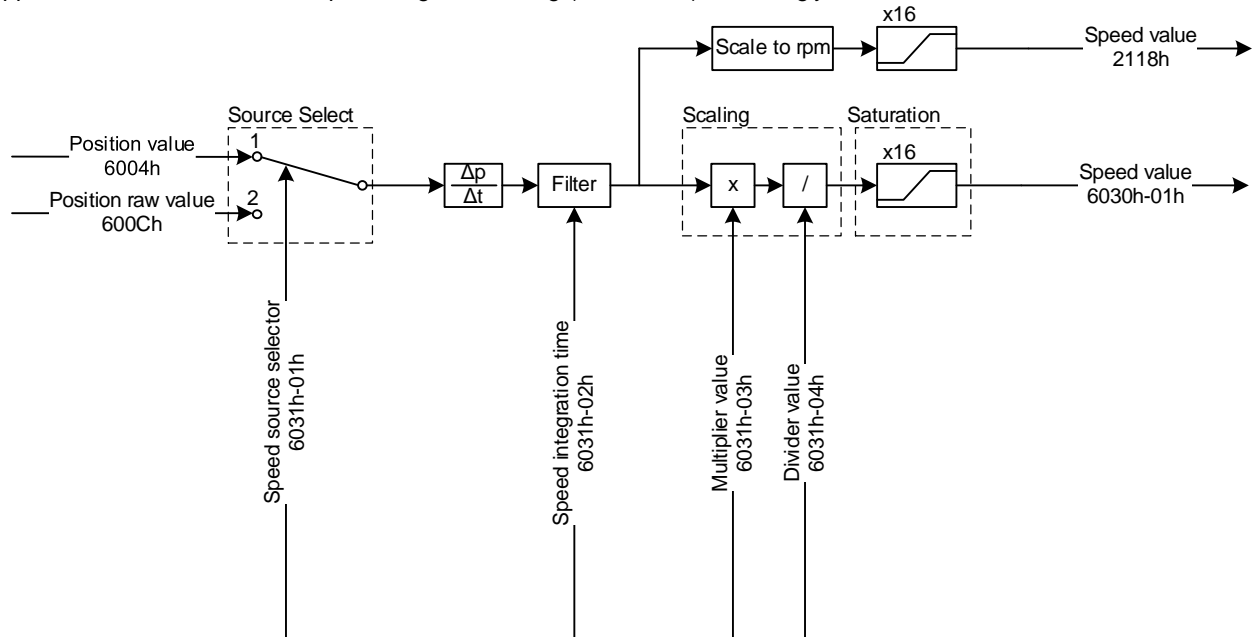 x16
Scale to rpm
Speed value
2118h
Source Select
Scaling
Saturation
Position value
6004h
1
Δp
Δt
Filter
x
/
x16
Speed value
6030h-01h
Position raw value
600Ch
2
Speed source selector
6031h-01h
Speed integration time
6031h-02h
Multiplier value
6031h-03h
Divider value
6031h-04h